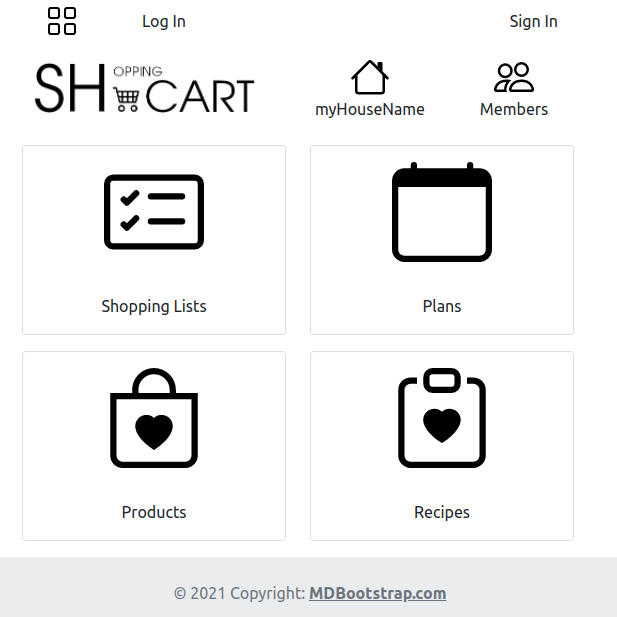 Log In Sign In
SH OPPING CART
myHouseName Members
Shopping Lists Plans
Products Recipes
© 2021 Copyright: MDBootstrap.com